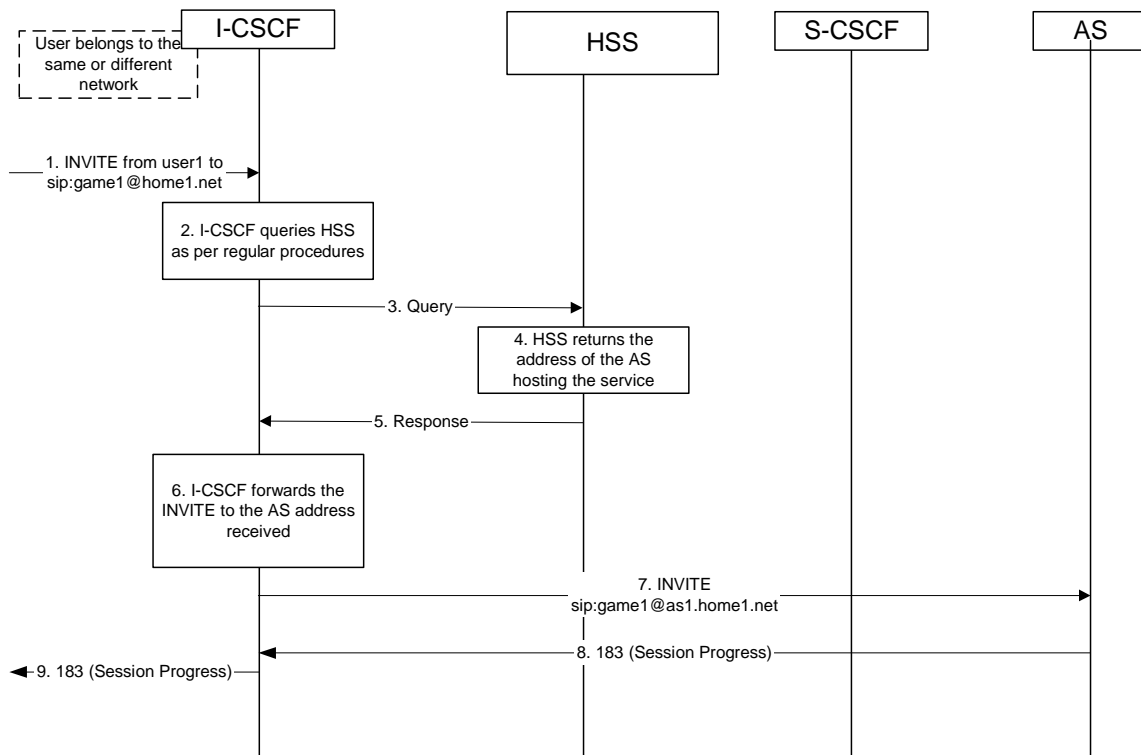 I-CSCF
HSS
S-CSCF
AS
User belongs to the
same or different
network
1. INVITE from user1 to
sip:game1@home1.net
2. I-CSCF queries HSS
as per regular procedures
3. Query
4. HSS returns the
address of the AS
hosting the service
5. Response
6. I-CSCF forwards the
INVITE to the AS address
received
7. INVITE
sip:game1@as1.home1.net
8. 183 (Session Progress)
9. 183 (Session Progress)